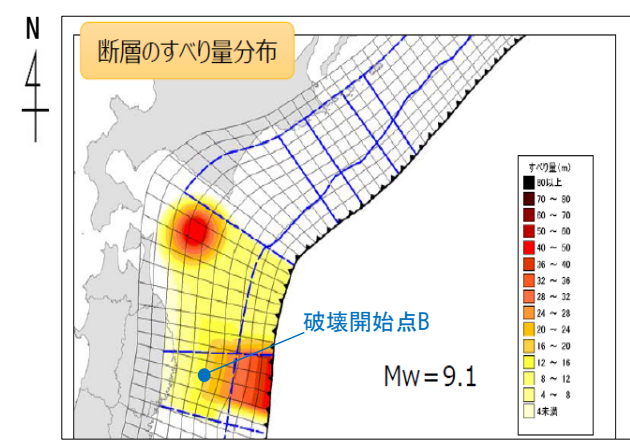 N
断層のすべり量分布
すべり量(m)
80以上
70 ～ 80
60 ～ 70
50 ～ 60
40 ～ 50
36 ～ 40
32 ～ 36
28 ～ 32
24 ～ 28
20 ～ 24
16 ～ 20
12 ～ 16
8 ～ 12
4 ～ 8
4未満
破壊開始点B
Mw=9.1